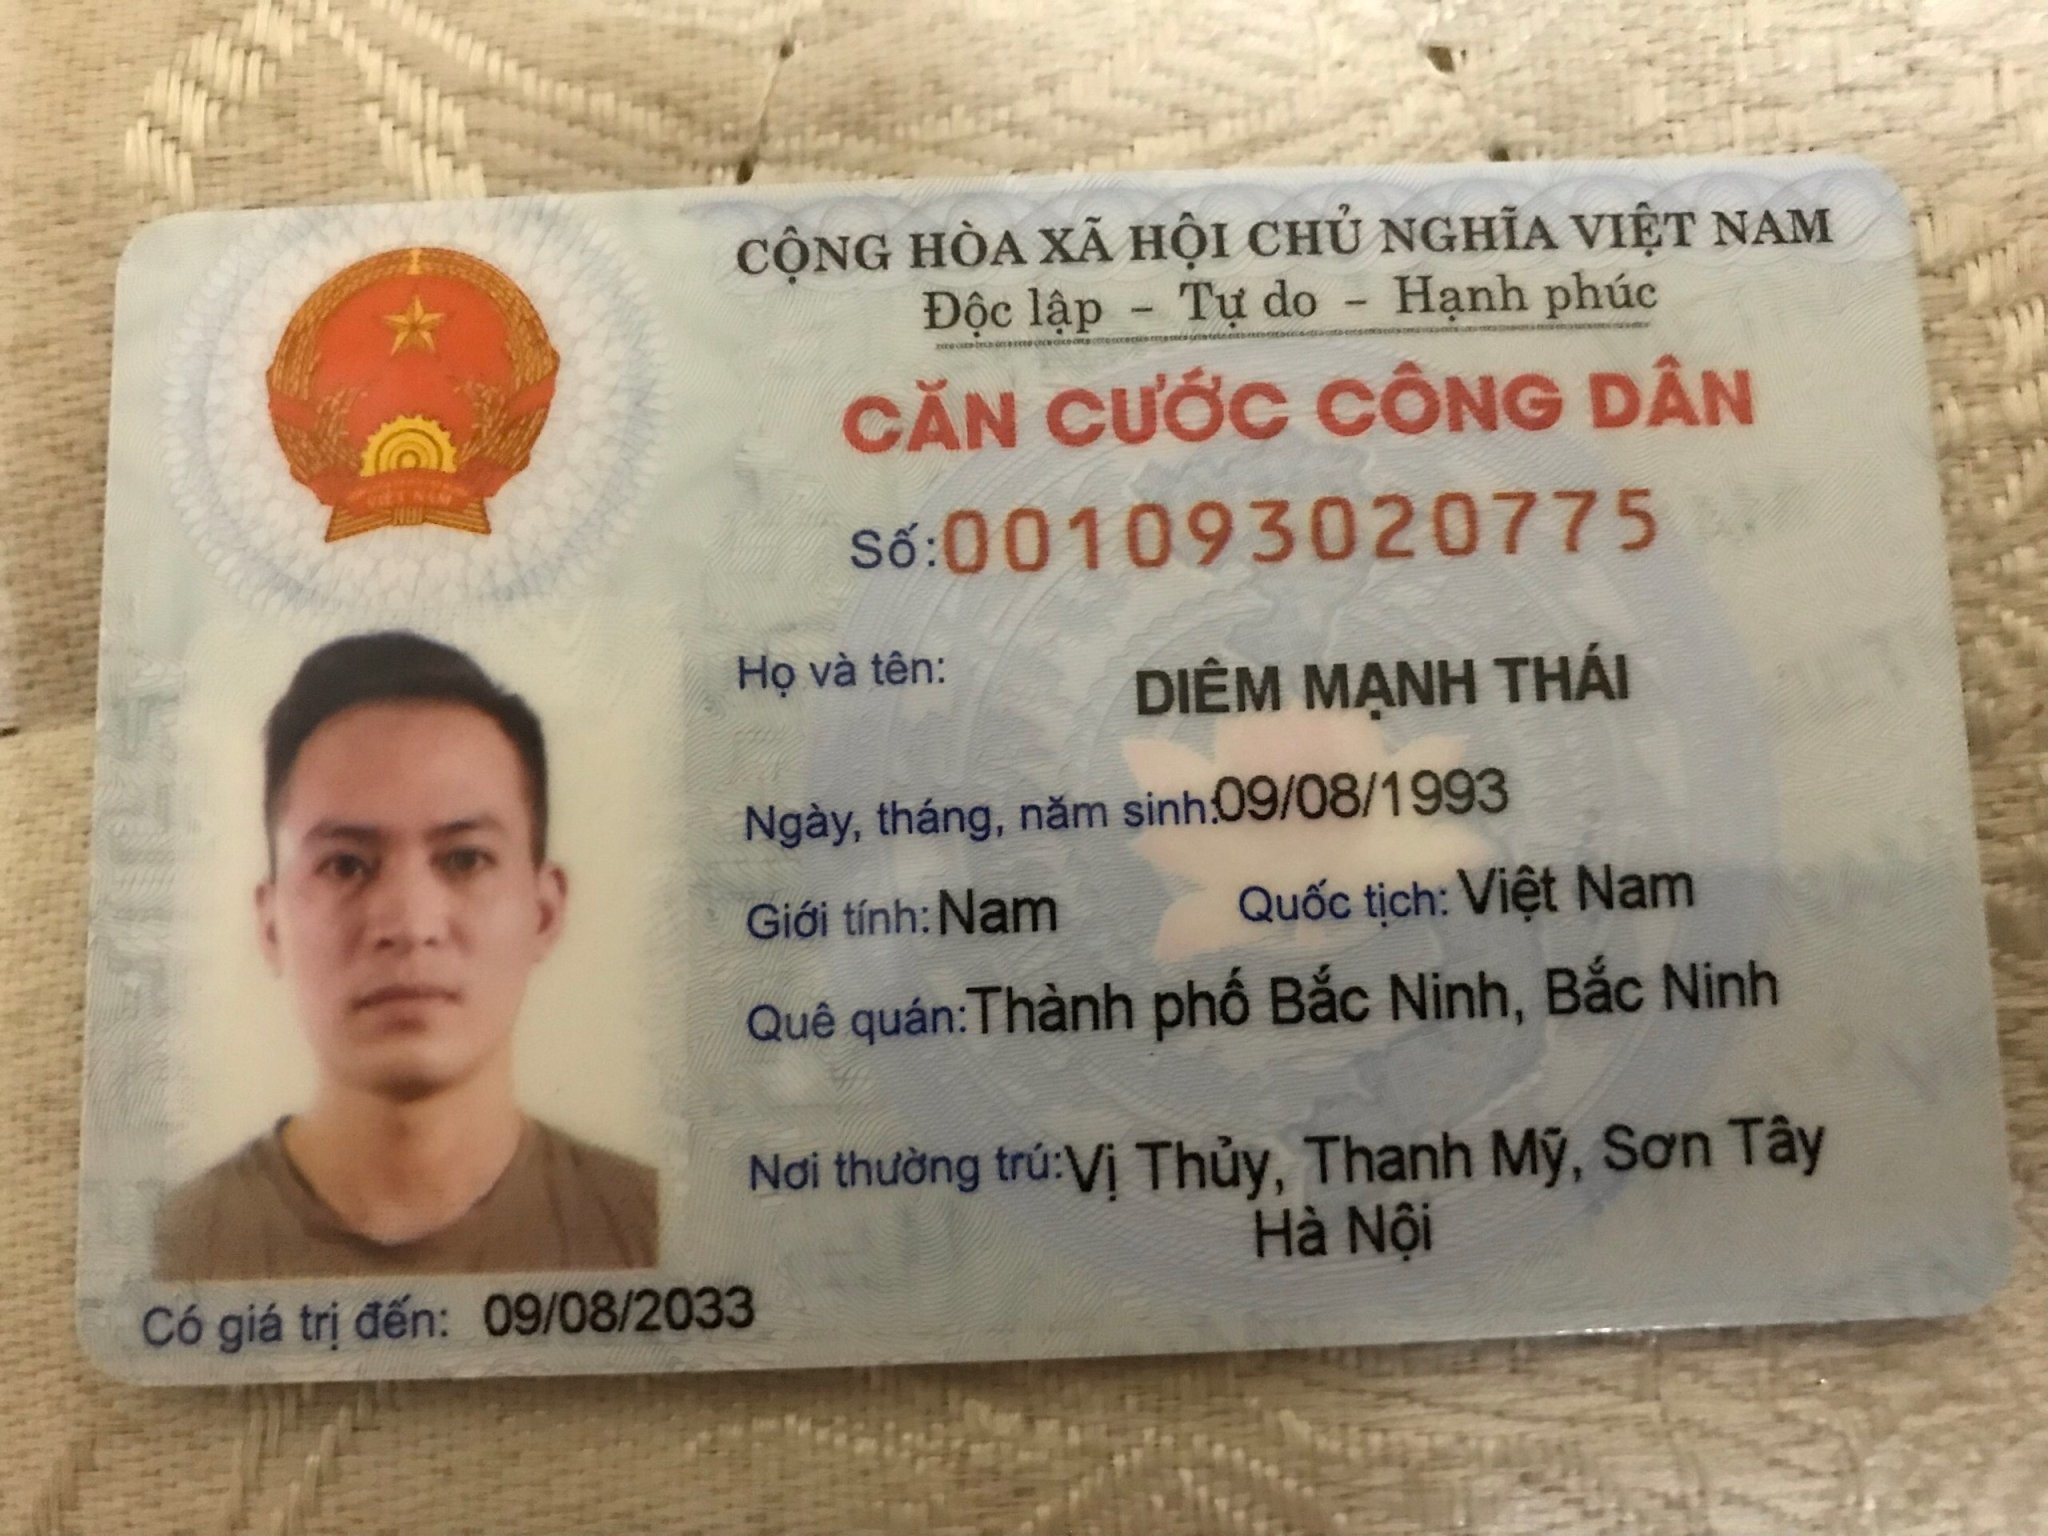 CỘNG HÒA XÃ HỘI CHỦ NGHĨA VIỆT NAM
Độc lập - Tự do - Hạnh phúc
CĂN CƯỚC CÔNG DÂN
Số: 001093020775
VIỆT NAM
Họ và tên: DIÊM MẠNH THÁI
Ngày, tháng, năm sinh: 09/08/1993
Giới tính: Nam Quốc tịch: Việt Nam
Quê quán: Thành phố Bắc Ninh, Bắc Ninh
Nơi thường trú: Vị Thủy, Thanh Mỹ, Sơn Tây
Hà Nội
Có giá trị đến: 09/08/2033